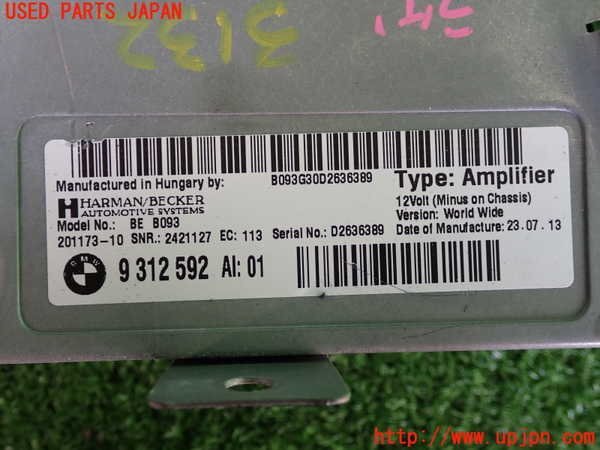 USED PARTS JAPAN
3132
Manufactured in Hungary by:
B093G30D2636389
Type: Amplifier
HARMAN/BECKER
AUTOMOTIVE SYSTEMS
12Volt (Minus on Chassis)
Model No.: BE B093
Version: World Wide
201173-10 SNR.: 2421127 EC: 113 Serial No.: D2636389
Date of Manufacture: 23.07.13
BMW
9 312 592 AI: 01
http://www.upjpn.com/